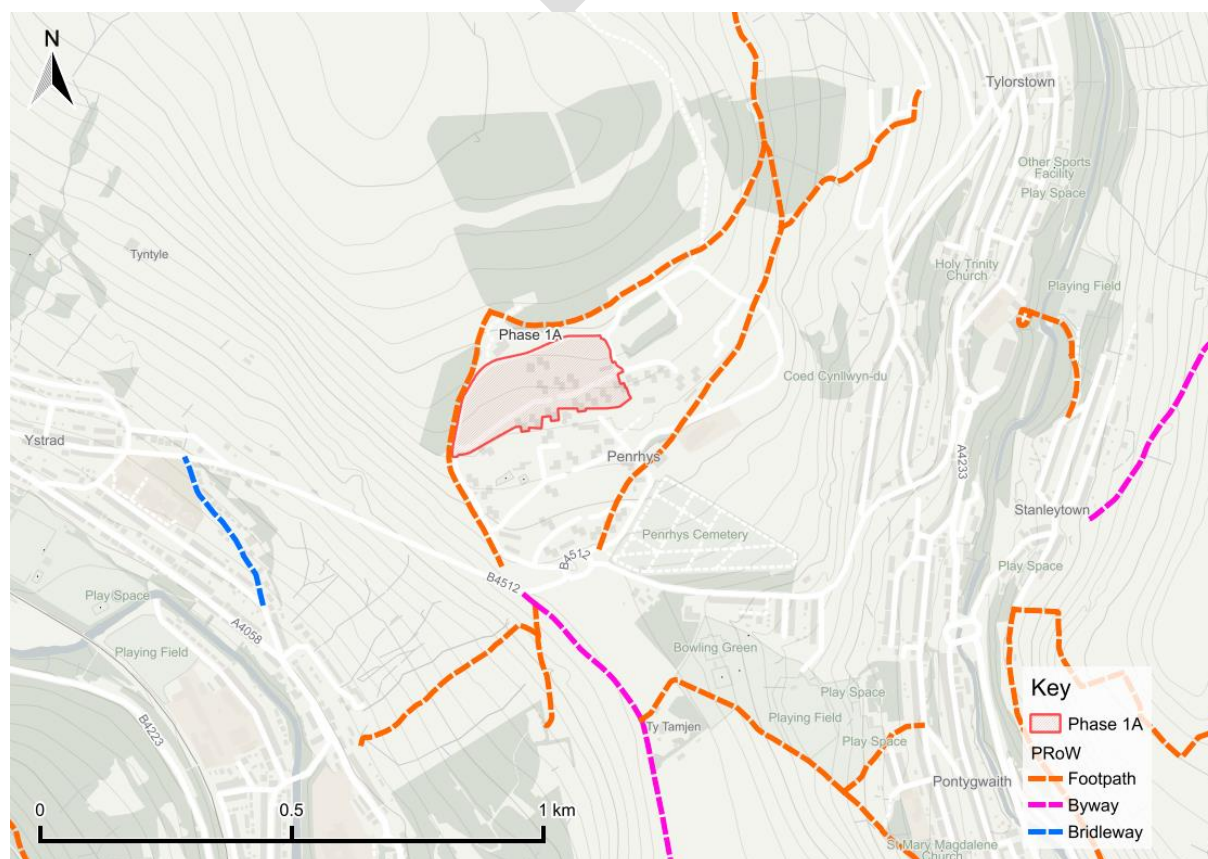 N
Tylorstown
Other Sports
Facility
Play Space
Tyntyle
Holy Trinity
Church
Playing Field
Phase 1A
Coed Cynllwyn-du
Ystrad
Penrhys
A4233
Stanleytown
Penrhys Cemetery
B4512
B4512
Play Space
Play Space
A4058
Bowling Green
Playing Field
Key
Play Space
Phase 1A
B4223
Ty Tamjen
Playing Field
PRoW
Play Space
Footpath
Pontygwaith
Byway
0
0.5
1 km
Bridleway
St Mary Magdalene
Church